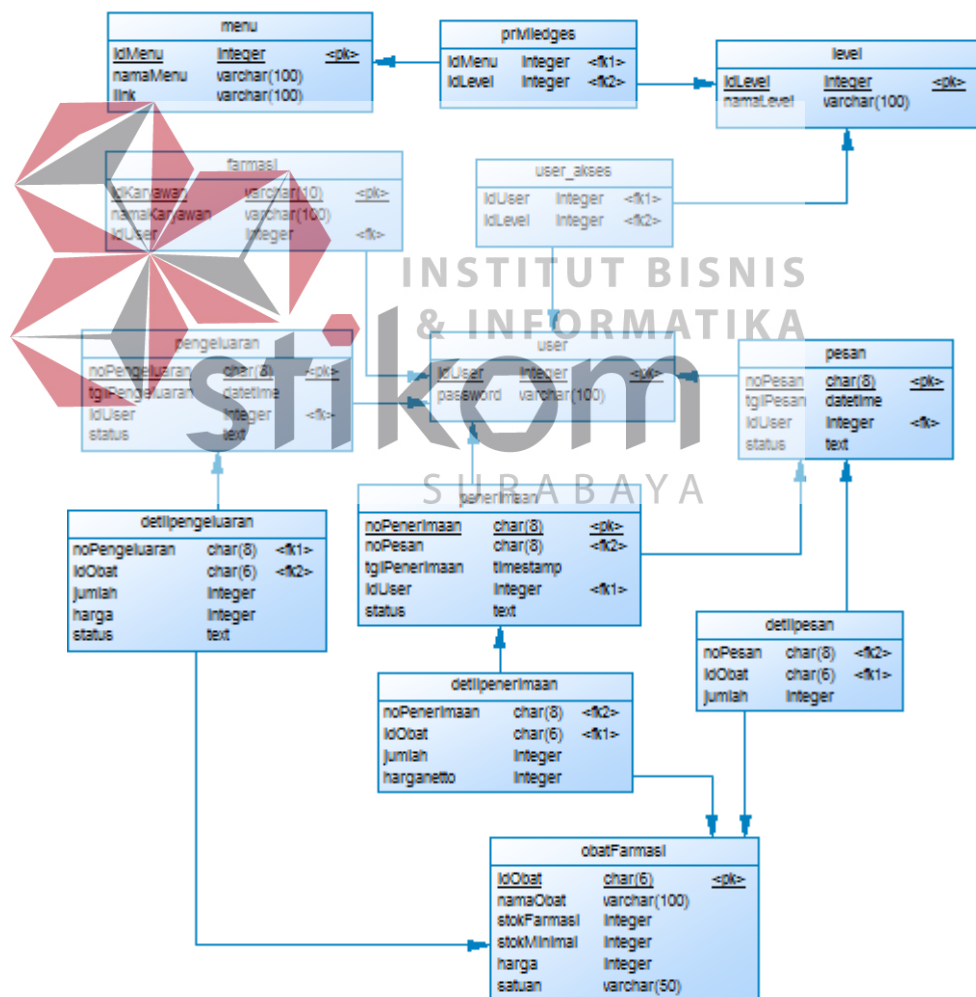 menu
idMenu Integer <pk>
namaMenu varchar(100)
link varchar(100)
priviledges
idMenu Integer <fk1>
idLevel Integer <fk2>
level
idLevel Integer <pk>
namaLevel varchar(100)
farmasi
idKaryawan varchar(10) <pk>
namaKaryawan varchar(100)
idUser Integer <fk>
user_akses
idUser Integer <fk1>
idLevel Integer <fk2>
INSTITUT BISNIS
& INFORMATIKA
stikom
SURABAYA
pengeluaran
noPengeluaran char(8) <pk>
tglPengeluaran datetime
idUser Integer <fk>
status text
user
idUser Integer <pk>
password varchar(100)
pesan
noPesan char(8) <pk>
tglPesan datetime
idUser Integer <fk>
status text
penerimaan
noPenerimaan char(8) <pk>
noPesan char(8) <fk2>
tglPenerimaan timestamp
idUser Integer <fk1>
status text
detilpengeluaran
noPengeluaran char(8) <fk1>
idObat char(6) <fk2>
jumlah Integer
harga Integer
status text
detilpesan
noPesan char(8) <fk2>
idObat char(6) <fk1>
jumlah Integer
detilpenerimaan
noPenerimaan char(8) <fk2>
idObat char(6) <fk1>
jumlah Integer
harganetto Integer
obatFarmasi
idObat char(6) <pk>
namaObat varchar(100)
stokFarmasi Integer
stokMinimal Integer
harga Integer
satuan varchar(50)